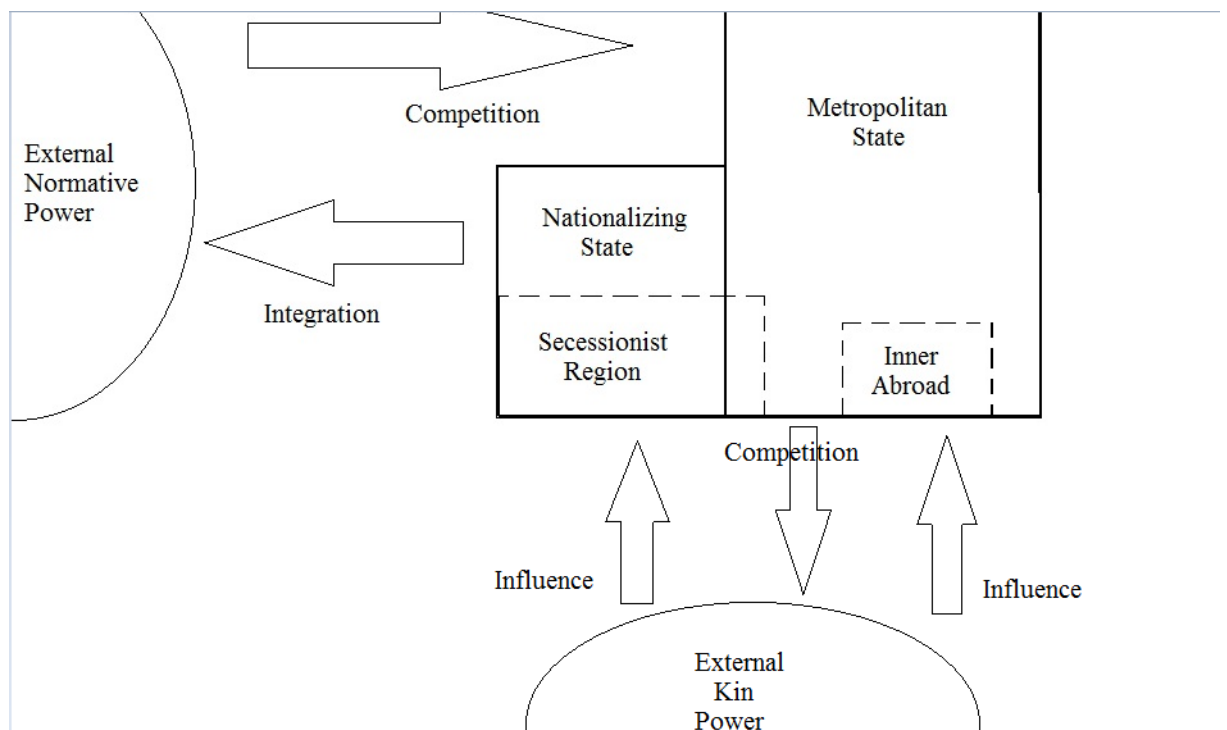 Competition
Metropolitan
State
External
Normative
Power
Nationalizing
State
Integration
Secessionist
Region
Inner
Abroad
Competition
Influence
Influence
External
Kin
Power